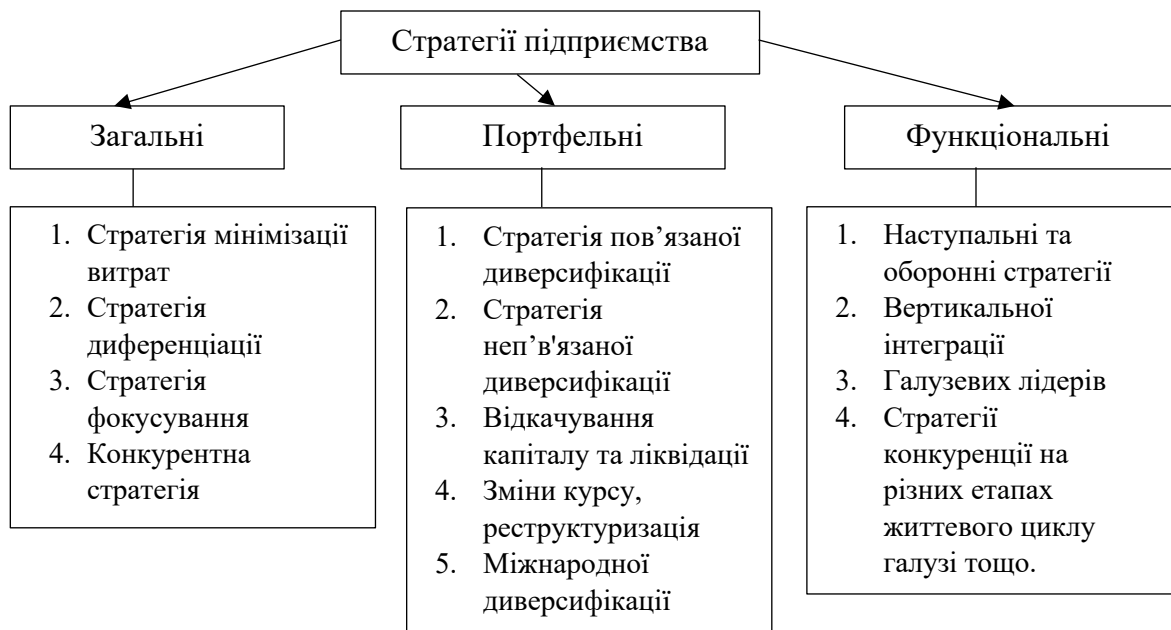 Стратегії підприємства
Загальні
Портфельні
Функціональні
1. Стратегія мінімізації
витрат
2. Стратегія
диференціації
3. Стратегія
фокусування
4. Конкурентна
стратегія
1. Стратегія пов’язаної
диверсифікації
2. Стратегія
неп’в'язаної
диверсифікації
3. Відкачування
капіталу та ліквідації
4. Зміни курсу,
реструктуризація
5. Міжнародної
диверсифікації
1. Наступальні та
оборонні стратегії
2. Вертикальної
інтеграції
3. Галузевих лідерів
4. Стратегії
конкуренції на
різних етапах
життєвого циклу
галузі тощо.